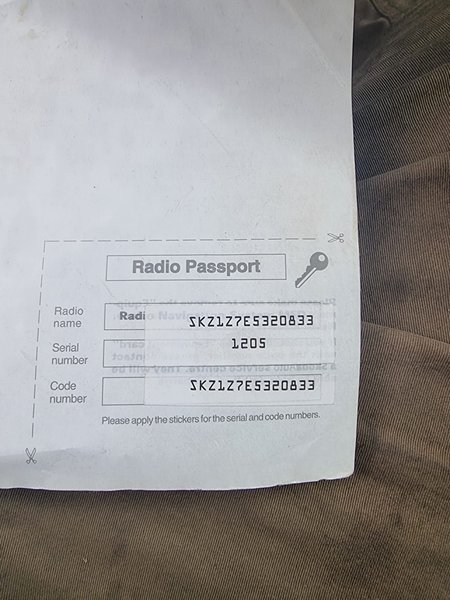 Radio Passport
Radio name
Radi
SKZ1Z7E5320833
Serial number
1205
Code number
SKZ1Z7E5320833
Please apply the stickers for the serial and code numbers.